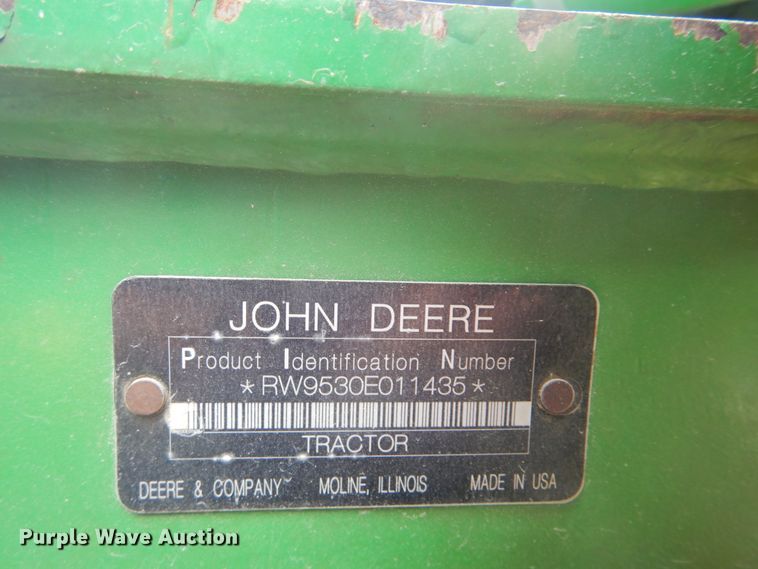 JOHN DEERE
Product Identification Number
*RW9530E011435*
TRACTOR
DEERE & COMPANY MOLINE, ILLINOIS MADE IN USA
Purple Wave Auction